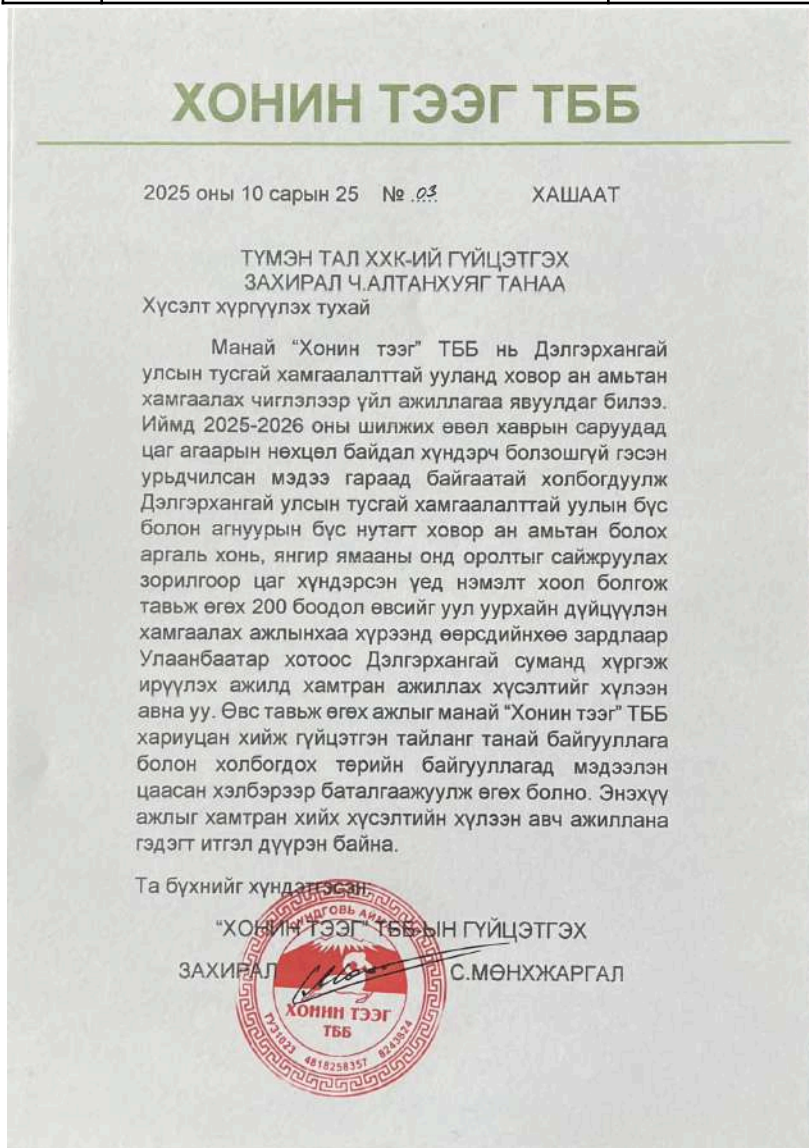 ХОНИН ТЭЭГ ТББ
2025 оны 10 сарын 25 № 03 ХАШААТ
ТҮМЭН ТАЛ ХХК-ИЙ ГҮЙЦЭТГЭХ
ЗАХИРАЛ Ч.АЛТАНХУЯГ ТАНАА
Хүсэлт хүргүүлэх тухай
Манай “Хонин тээг” ТББ нь Дэлгэрхангай
улсын тусгай хамгаалалттай ууланд ховор ан амьтан
хамгаалах чиглэлээр үйл ажиллагаа явуулдаг билээ.
Иймд 2025-2026 оны шилжих өвөл хаврын саруудад
цаг агаарын нөхцөл байдал хүндэрч болзошгүй гэсэн
урьдчилсан мэдээ гараад байгаатай холбогдуулж
Дэлгэрхангай улсын тусгай хамгаалалттай уулын бүс
болон агнуурын бүс нутагт ховор ан амьтан болох
аргаль хонь, янгир ямааны онд оролтыг сайжруулах
зорилгоор цаг хүндэрсэн үед нэмэлт хоол болгож
тавьж өгөх 200 боодол өвсийг уул уурхайн дүйцүүлэн
хамгаалах ажлынхаа хүрээнд өөрсдийнхөө зардлаар
Улаанбаатар хотоос Дэлгэрхангай суманд хүргэж
ирүүлэх ажилд хамтран ажиллах хүсэлтийг хүлээн
авна уу. Өвс тавьж өгөх ажлыг манай “Хонин тээг” ТББ
хариуцан хийж гүйцэтгэн тайланг танай байгууллага
болон холбогдох төрийн байгууллагад мэдээлэн
цаасан хэлбэрээр баталгаажуулж өгөх болно. Энэхүү
ажлыг хамтран хийх хүсэлтийн хүлээн авч ажиллана
гэдэгт итгэл дүүрэн байна.
Та бүхнийг хүндэтгэсэн:
“ХОНИН ТЭЭГ” ТББ-ЫН ГҮЙЦЭТГЭХ
ЗАХИРАЛ С.МӨНХЖАРГАЛ
ХОНИН ТЭЭГ
ТББ
4818258357 8243824